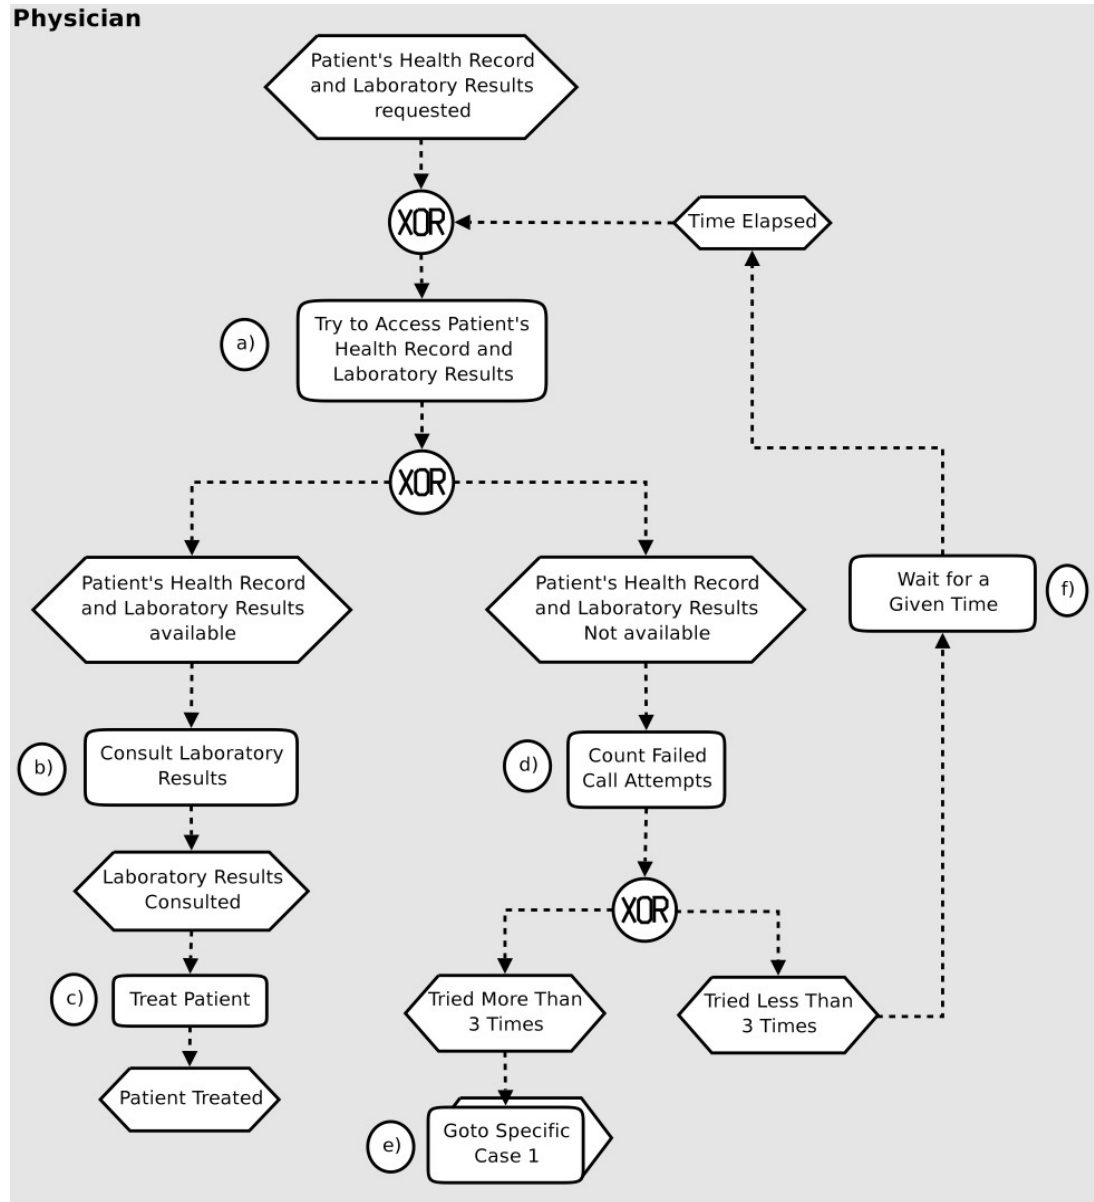 Physician
Patient's Health Record
and Laboratory Results
requested
XOR
Time Elapsed
a)
Try to Access Patient's
Health Record and
Laboratory Results
XOR
Patient's Health Record
and Laboratory Results
available
Patient's Health Record
and Laboratory Results
Not available
Wait for a
Given Time
f)
b)
Consult Laboratory
Results
d)
Count Failed
Call Attempts
Laboratory Results
Consulted
XOR
c)
Treat Patient
Tried More Than
3 Times
Tried Less Than
3 Times
Patient Treated
e)
Goto Specific
Case 1